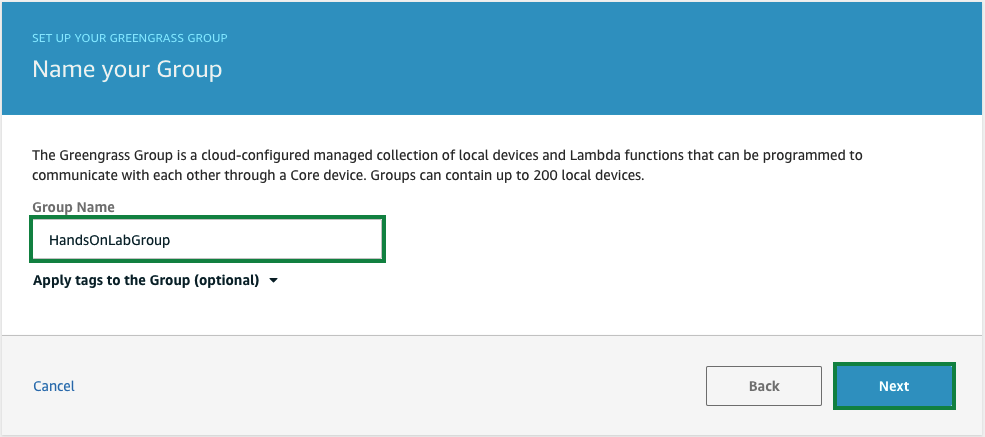 SET UP YOUR GREENGRASS GROUP
Name your Group
The Greengrass Group is a cloud-configured managed collection of local devices and Lambda functions that can be programmed to
communicate with each other through a Core device. Groups can contain up to 200 local devices.
Group Name
HandsOnLabGroup
Apply tags to the Group (optional)
Cancel
Back
Next